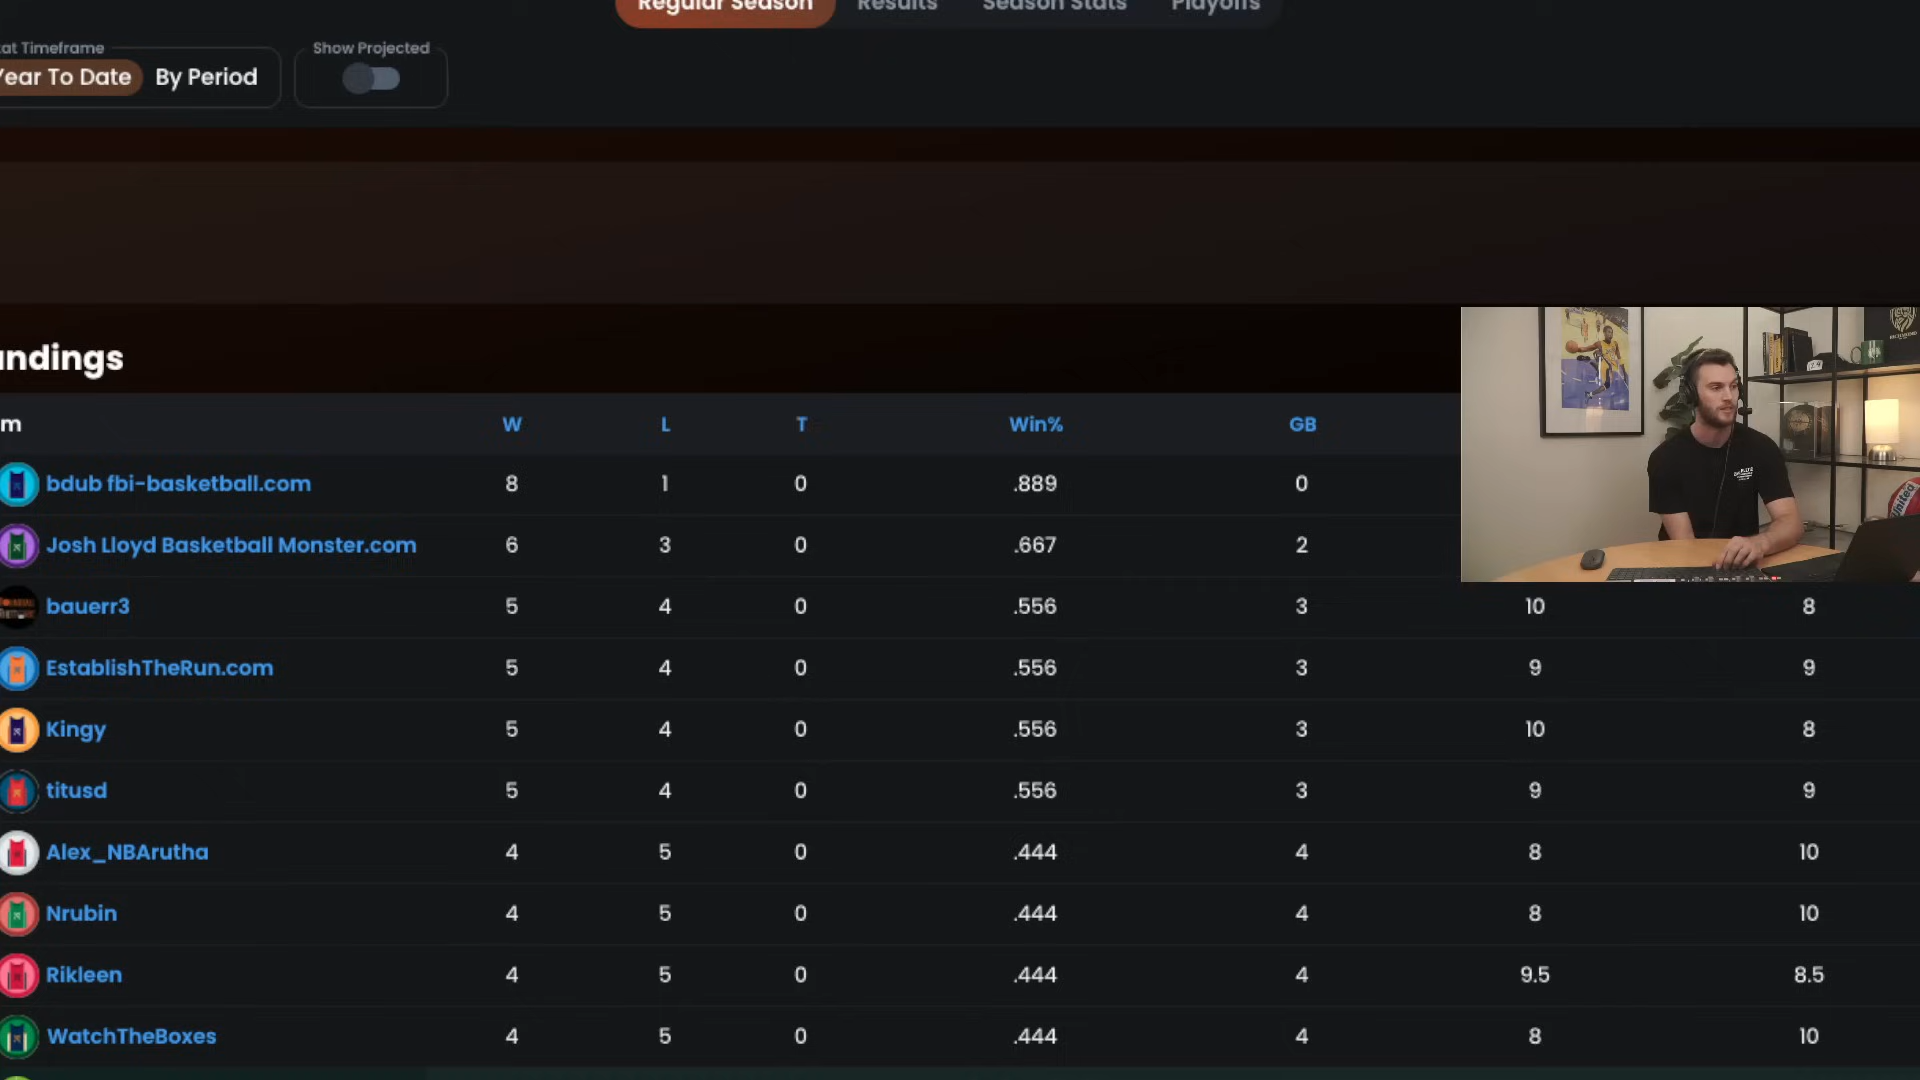 Regular Season Results Season Stats Playoffs
at Timeframe Show Projected
Year To Date By Period
ndings
m W L T Win% GB
bdub fbi-basketball.com 8 1 0 .889 0
Josh Lloyd Basketball Monster.com 6 3 0 .667 2
bauerr3 5 4 0 .556 3 10 8
EstablishTheRun.com 5 4 0 .556 3 9 9
Kingy 5 4 0 .556 3 10 8
titusd 5 4 0 .556 3 9 9
Alex_NBArutha 4 5 0 .444 4 8 10
Nrubin 4 5 0 .444 4 8 10
Rikleen 4 5 0 .444 4 9.5 8.5
WatchTheBoxes 4 5 0 .444 4 8 10